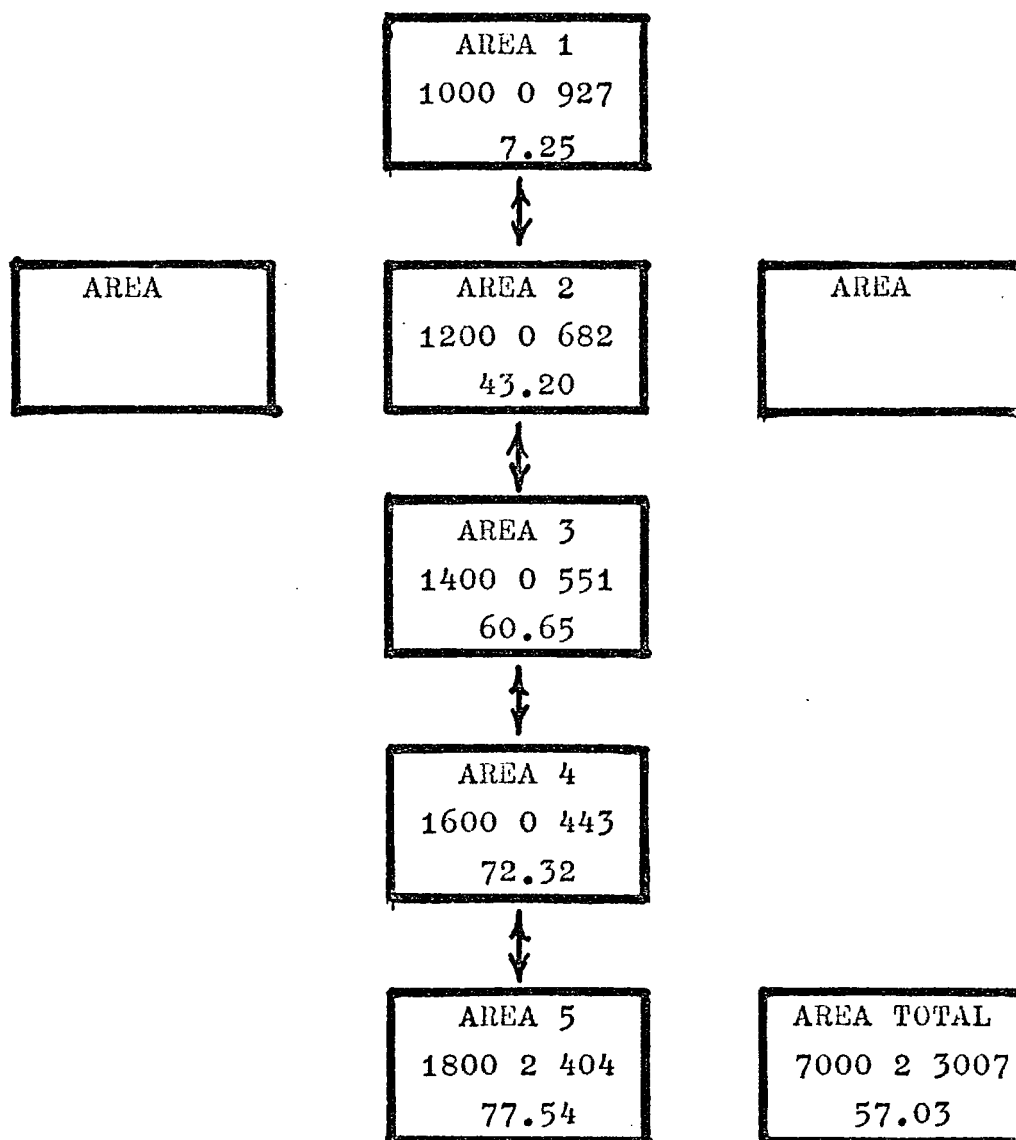 AREA 1
1000 0 927
7.25
AREA
AREA 2
1200 0 682
43.20
AREA
AREA 3
1400 0 551
60.65
AREA 4
1600 0 443
72.32
AREA 5
1800 2 404
77.54
AREA TOTAL
7000 2 3007
57.03